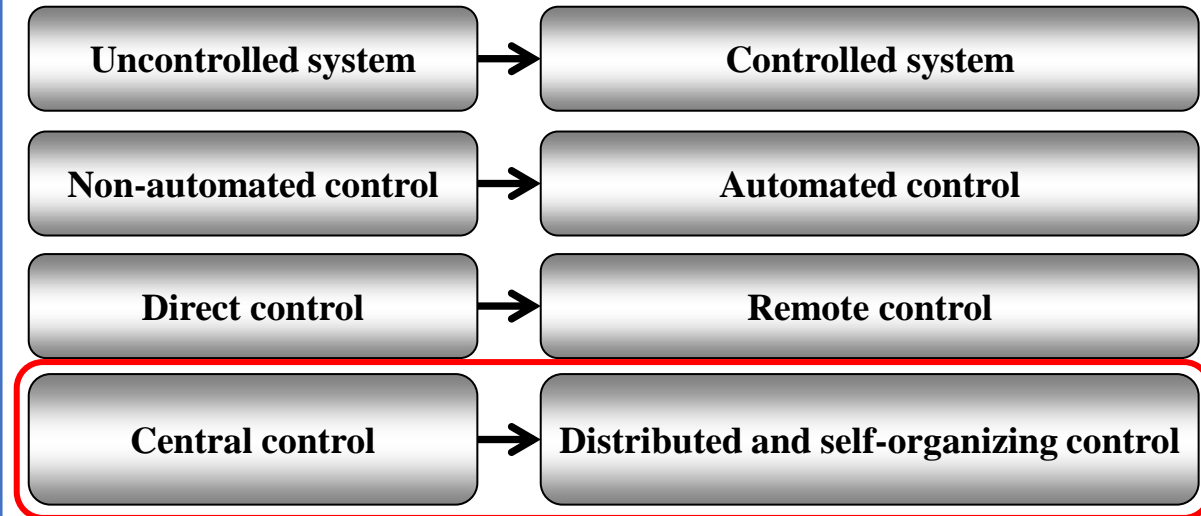 Uncontrolled system
Controlled system
Non-automated control
Automated control
Direct control
Remote control
Central control
Distributed and self-organizing control